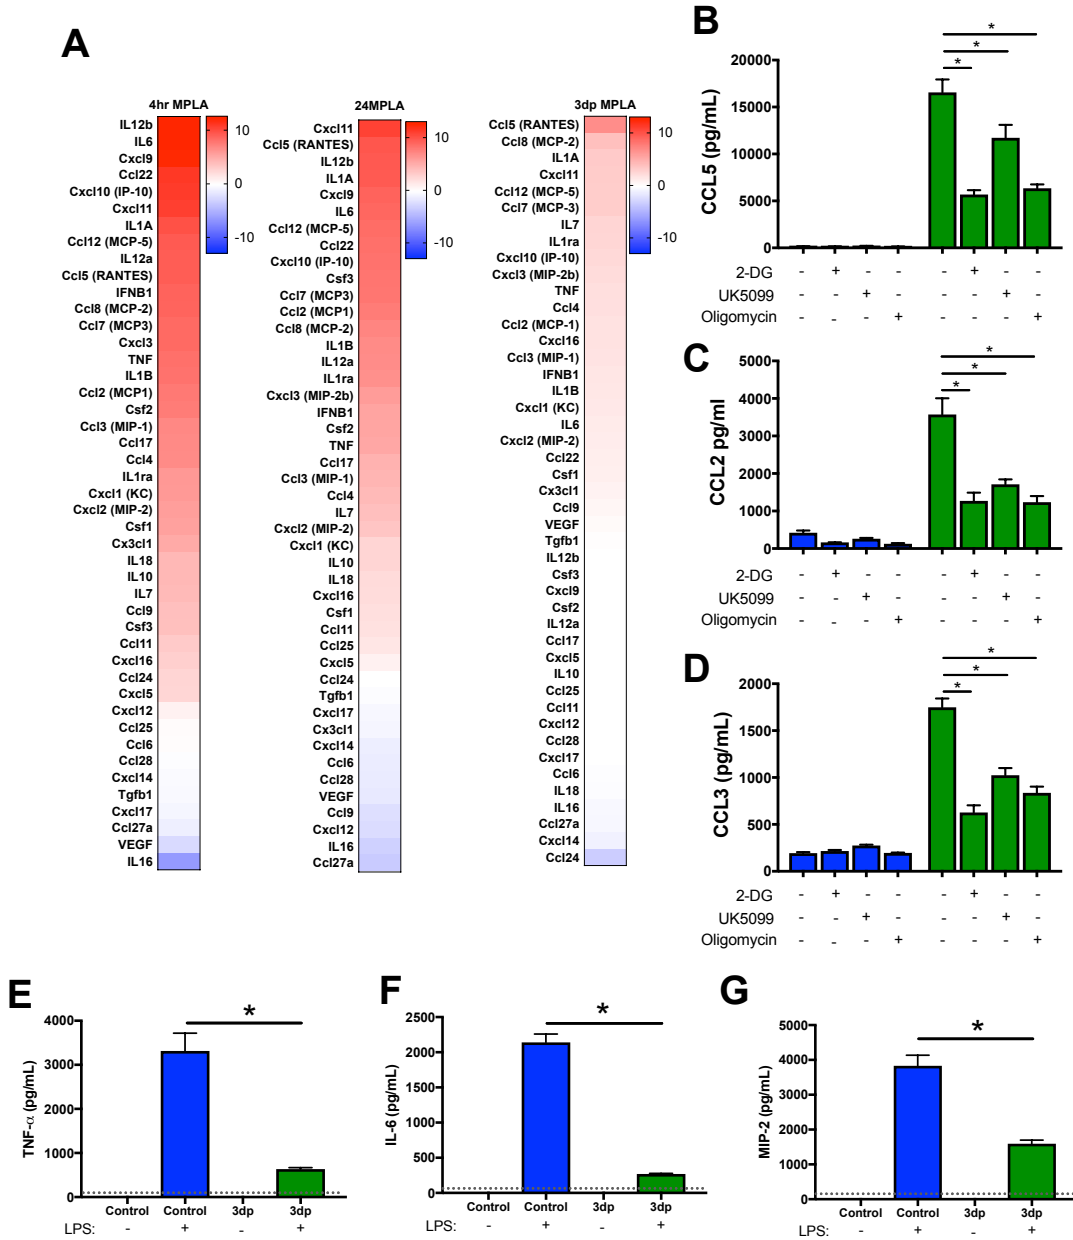 A
4hr MPLA
IL12b
IL6
Cxcl9
Ccl22
Cxcl10 (IP-10)
Cxcl11
IL1A
Ccl12 (MCP-5)
IL12a
Ccl5 (RANTES)
IFNB1
Ccl8 (MCP-2)
Ccl7 (MCP3)
Cxcl3
TNF
IL1B
Ccl2 (MCP1)
Csf2
Ccl3 (MIP-1)
Ccl17
Ccl4
IL1ra
Cxcl1 (KC)
Cxcl2 (MIP-2)
Csf1
Cx3cl1
IL18
IL10
IL7
Ccl9
Csf3
Ccl11
Cxcl16
Ccl24
Cxcl5
Cxcl12
Ccl25
Ccl6
Ccl28
Cxcl14
Tgfb1
Cxcl17
Ccl27a
VEGF
IL16
10
0
-10
24MPLA
Cxcl11
Ccl5 (RANTES)
IL12b
IL1A
Cxcl9
IL6
Ccl12 (MCP-5)
Ccl22
Cxcl10 (IP-10)
Csf3
Ccl7 (MCP3)
Ccl2 (MCP1)
Ccl8 (MCP-2)
IL1B
IL12a
IL1ra
Cxcl3 (MIP-2b)
IFNB1
Csf2
TNF
Ccl17
Ccl3 (MIP-1)
Ccl4
IL7
Cxcl2 (MIP-2)
Cxcl1 (KC)
IL10
IL18
Cxcl16
Csf1
Ccl11
Ccl25
Cxcl5
Ccl24
Tgfb1
Cxcl17
Cx3cl1
Cxcl14
Ccl6
Ccl28
VEGF
Ccl9
Cxcl12
IL16
Ccl27a
10
0
-10
3dp MPLA
Ccl5 (RANTES)
Ccl8 (MCP-2)
IL1A
Cxcl11
Ccl12 (MCP-5)
Ccl7 (MCP-3)
IL7
IL1ra
Cxcl10 (IP-10)
Cxcl3 (MIP-2b)
TNF
Ccl4
Ccl2 (MCP-1)
Cxcl16
Ccl3 (MIP-1)
IFNB1
IL1B
Cxcl1 (KC)
IL6
Cxcl2 (MIP-2)
Ccl22
Csf1
Cx3cl1
Ccl9
VEGF
Tgfb1
IL12b
Csf3
Cxcl9
Csf2
IL12a
Ccl17
Cxcl5
IL10
Ccl25
Ccl11
Cxcl12
Ccl28
Cxcl17
Ccl6
IL18
IL16
Ccl27a
Cxcl14
Ccl24
10
0
-10
B
CCL5 (pg/mL)
20000
15000
10000
5000
0
*
*
*
2-DG - + - - - + - -
UK5099 - - + - - - + -
Oligomycin - - - + - - - +
C
CCL2 pg/ml
5000
4000
3000
2000
1000
0
*
*
*
2-DG - + - - - + - -
UK5099 - - + - - - + -
Oligomycin - - - + - - - +
D
CCL3 (pg/mL)
2000
1500
1000
500
0
*
*
*
2-DG - + - - - + - -
UK5099 - - + - - - + -
Oligomycin - - - + - - - +
E
TNF-α (pg/mL)
4000
3000
2000
1000
0
*
Control Control 3dp 3dp
LPS: - + - +
F
IL-6 (pg/mL)
2500
2000
1500
1000
500
0
*
Control Control 3dp 3dp
LPS: - + - +
G
MIP-2 (pg/mL)
5000
4000
3000
2000
1000
0
*
Control Control 3dp 3dp
LPS: - + - +